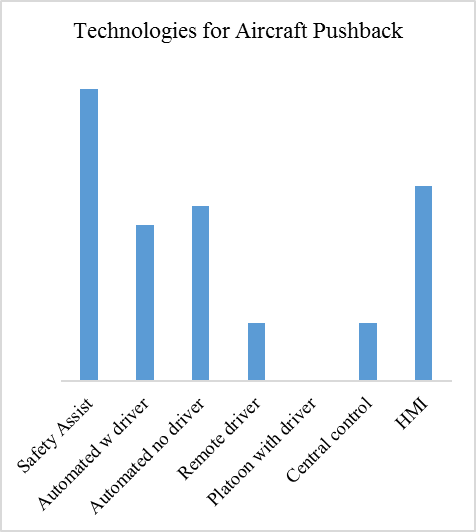 Technologies for Aircraft Pushback
Safety Assist
Automated w driver
Automated no driver
Remote driver
Platoon with driver
Central control
HMI